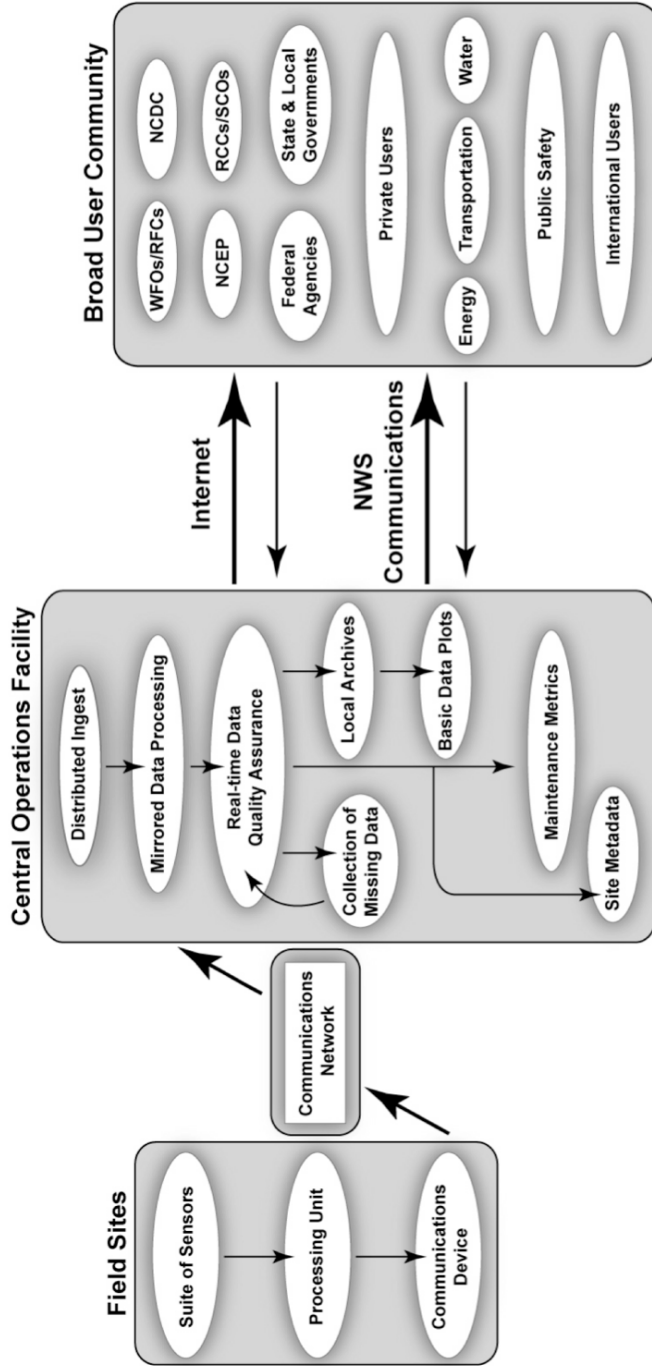 Field Sites
Suite of Sensors
Processing Unit
Communications
Device
Communications
Network
Central Operations Facility
Distributed Ingest
Mirrored Data Processing
Real-time Data
Quality Assurance
Collection of
Missing Data
Local Archives
Basic Data Plots
Maintenance Metrics
Site Metadata
Internet
NWS
Communications
Broad User Community
WFOs/RFCs
NCDC
NCEP
RCCs/SCOs
Federal
Agencies
State & Local
Governments
Private Users
Energy
Transportation
Water
Public Safety
International Users